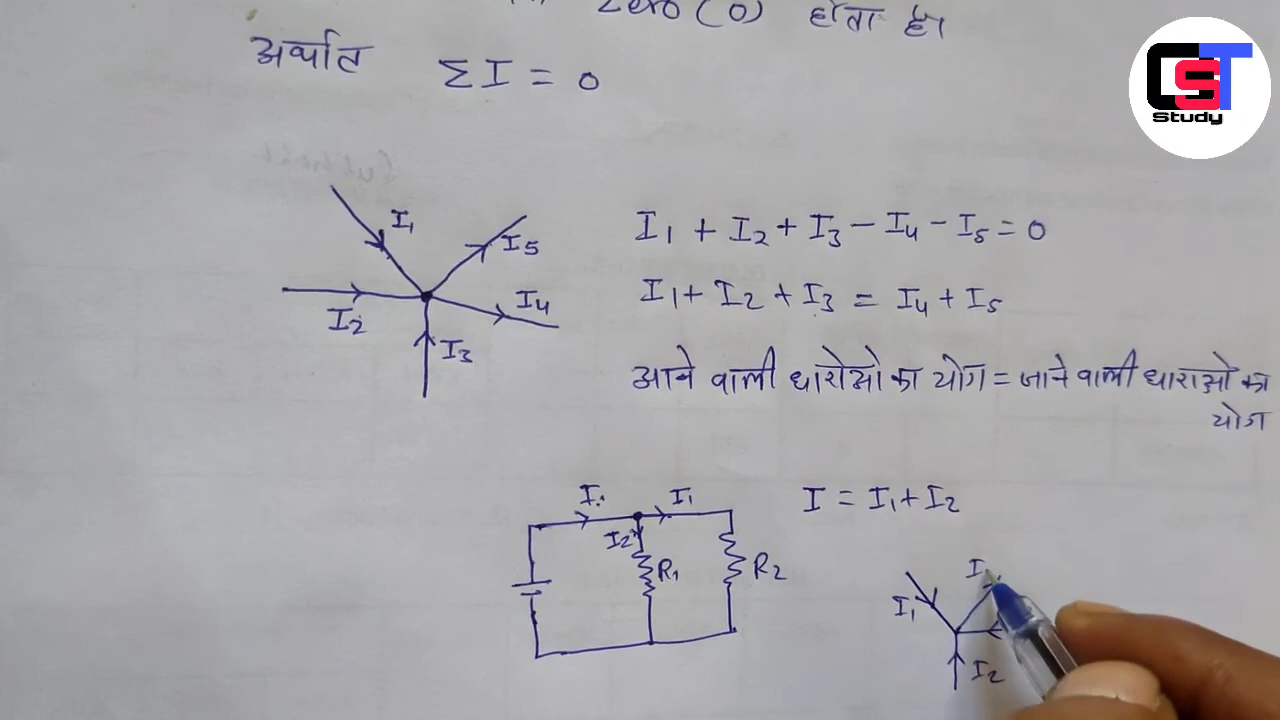 Zero (0) होता है।
अर्थात ΣI = 0
CST
Study
I₁
I₅
I₄
I₂
I₃
I₁ + I₂ + I₃ − I₄ − I₅ = 0
I₁ + I₂ + I₃ = I₄ + I₅
आने वाली धारोओ का योग = जाने वाली धाराओ का
योग
I
I₁
I₂
R₁
R₂
I = I₁ + I₂
I
I₁
I₂